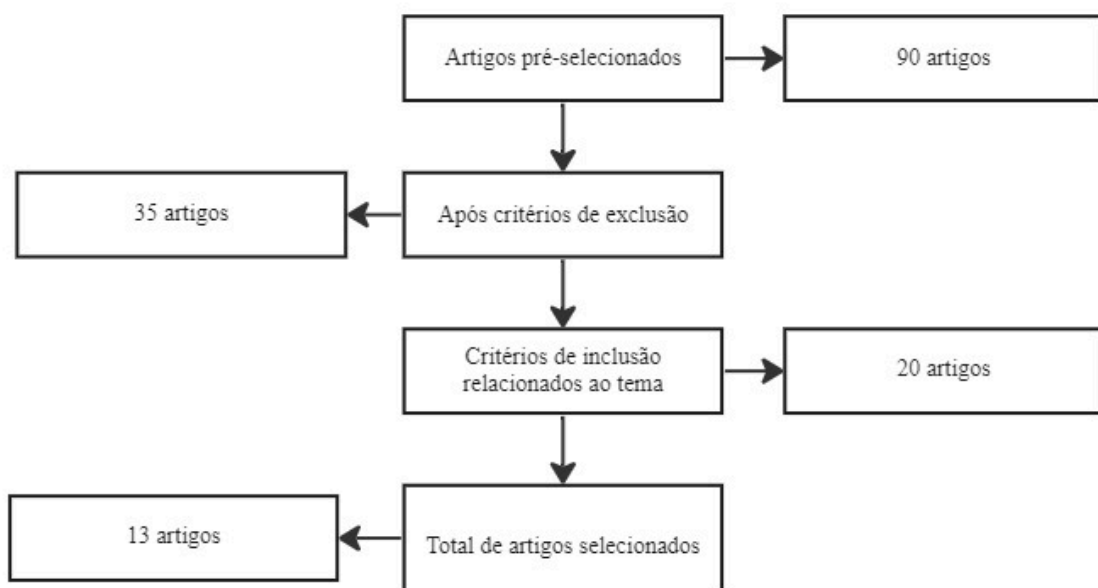 Artigos pré-selecionados
90 artigos
35 artigos
Após critérios de exclusão
Critérios de inclusão
relacionados ao tema
20 artigos
13 artigos
Total de artigos selecionados